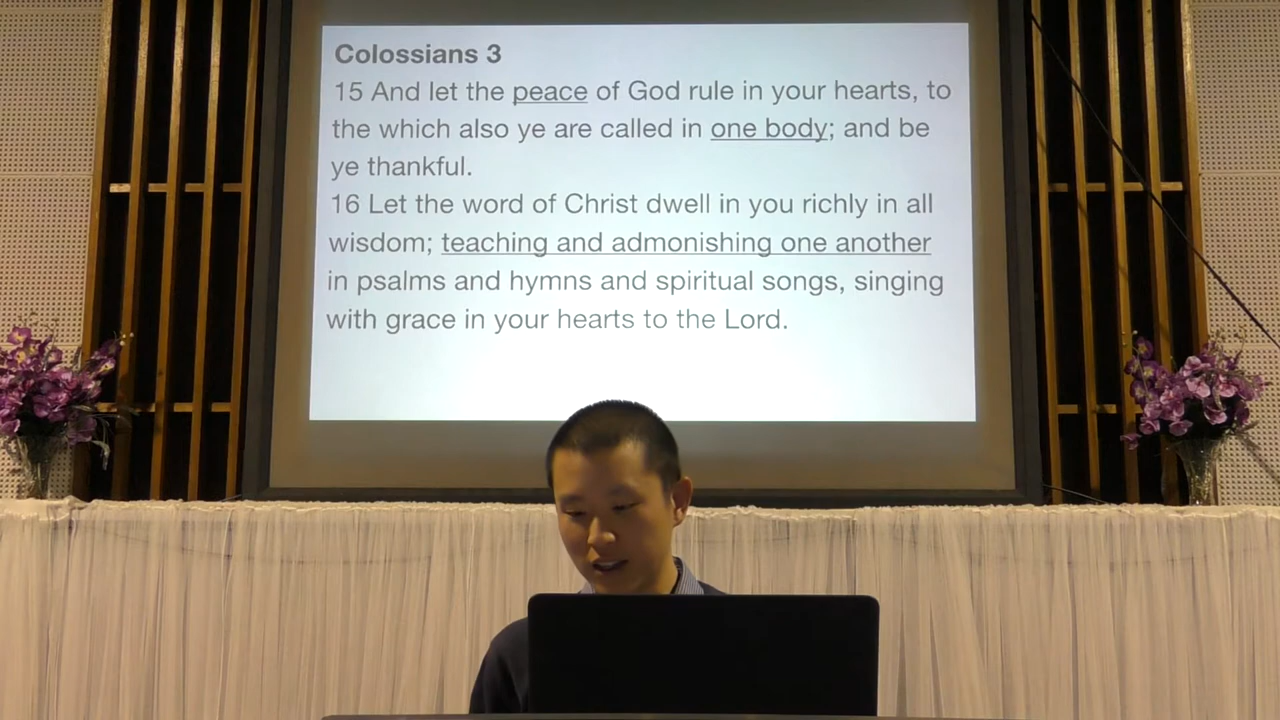 Colossians 3
15 And let the peace of God rule in your hearts, to
the which also ye are called in one body; and be
ye thankful.
16 Let the word of Christ dwell in you richly in all
wisdom; teaching and admonishing one another
in psalms and hymns and spiritual songs, singing
with grace in your hearts to the Lord.